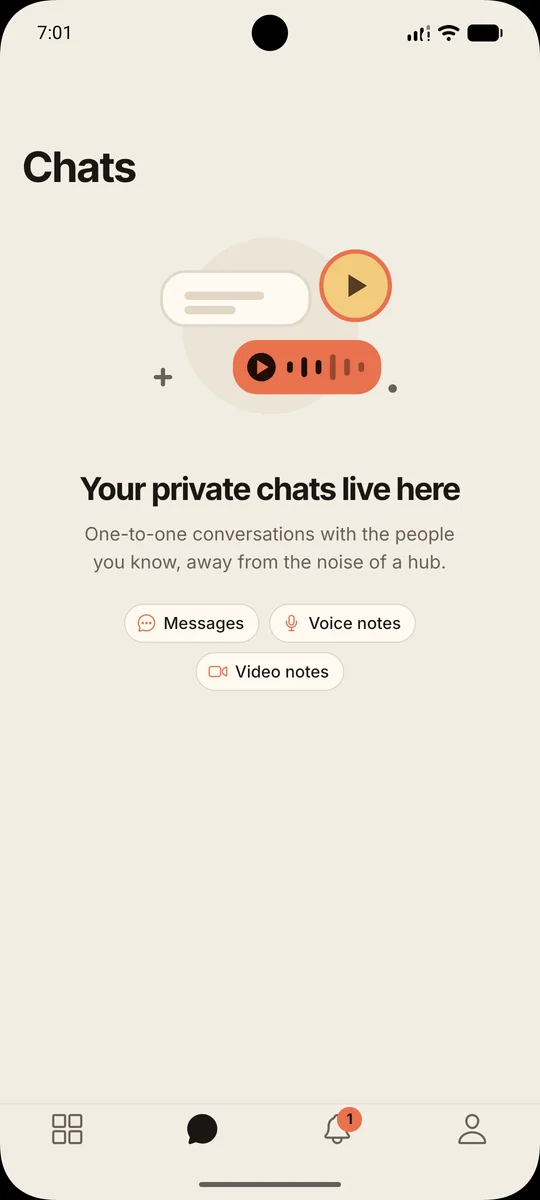 7:01
Chats
Your private chats live here
One-to-one conversations with the people
you know, away from the noise of a hub.
Messages
Voice notes
Video notes
1